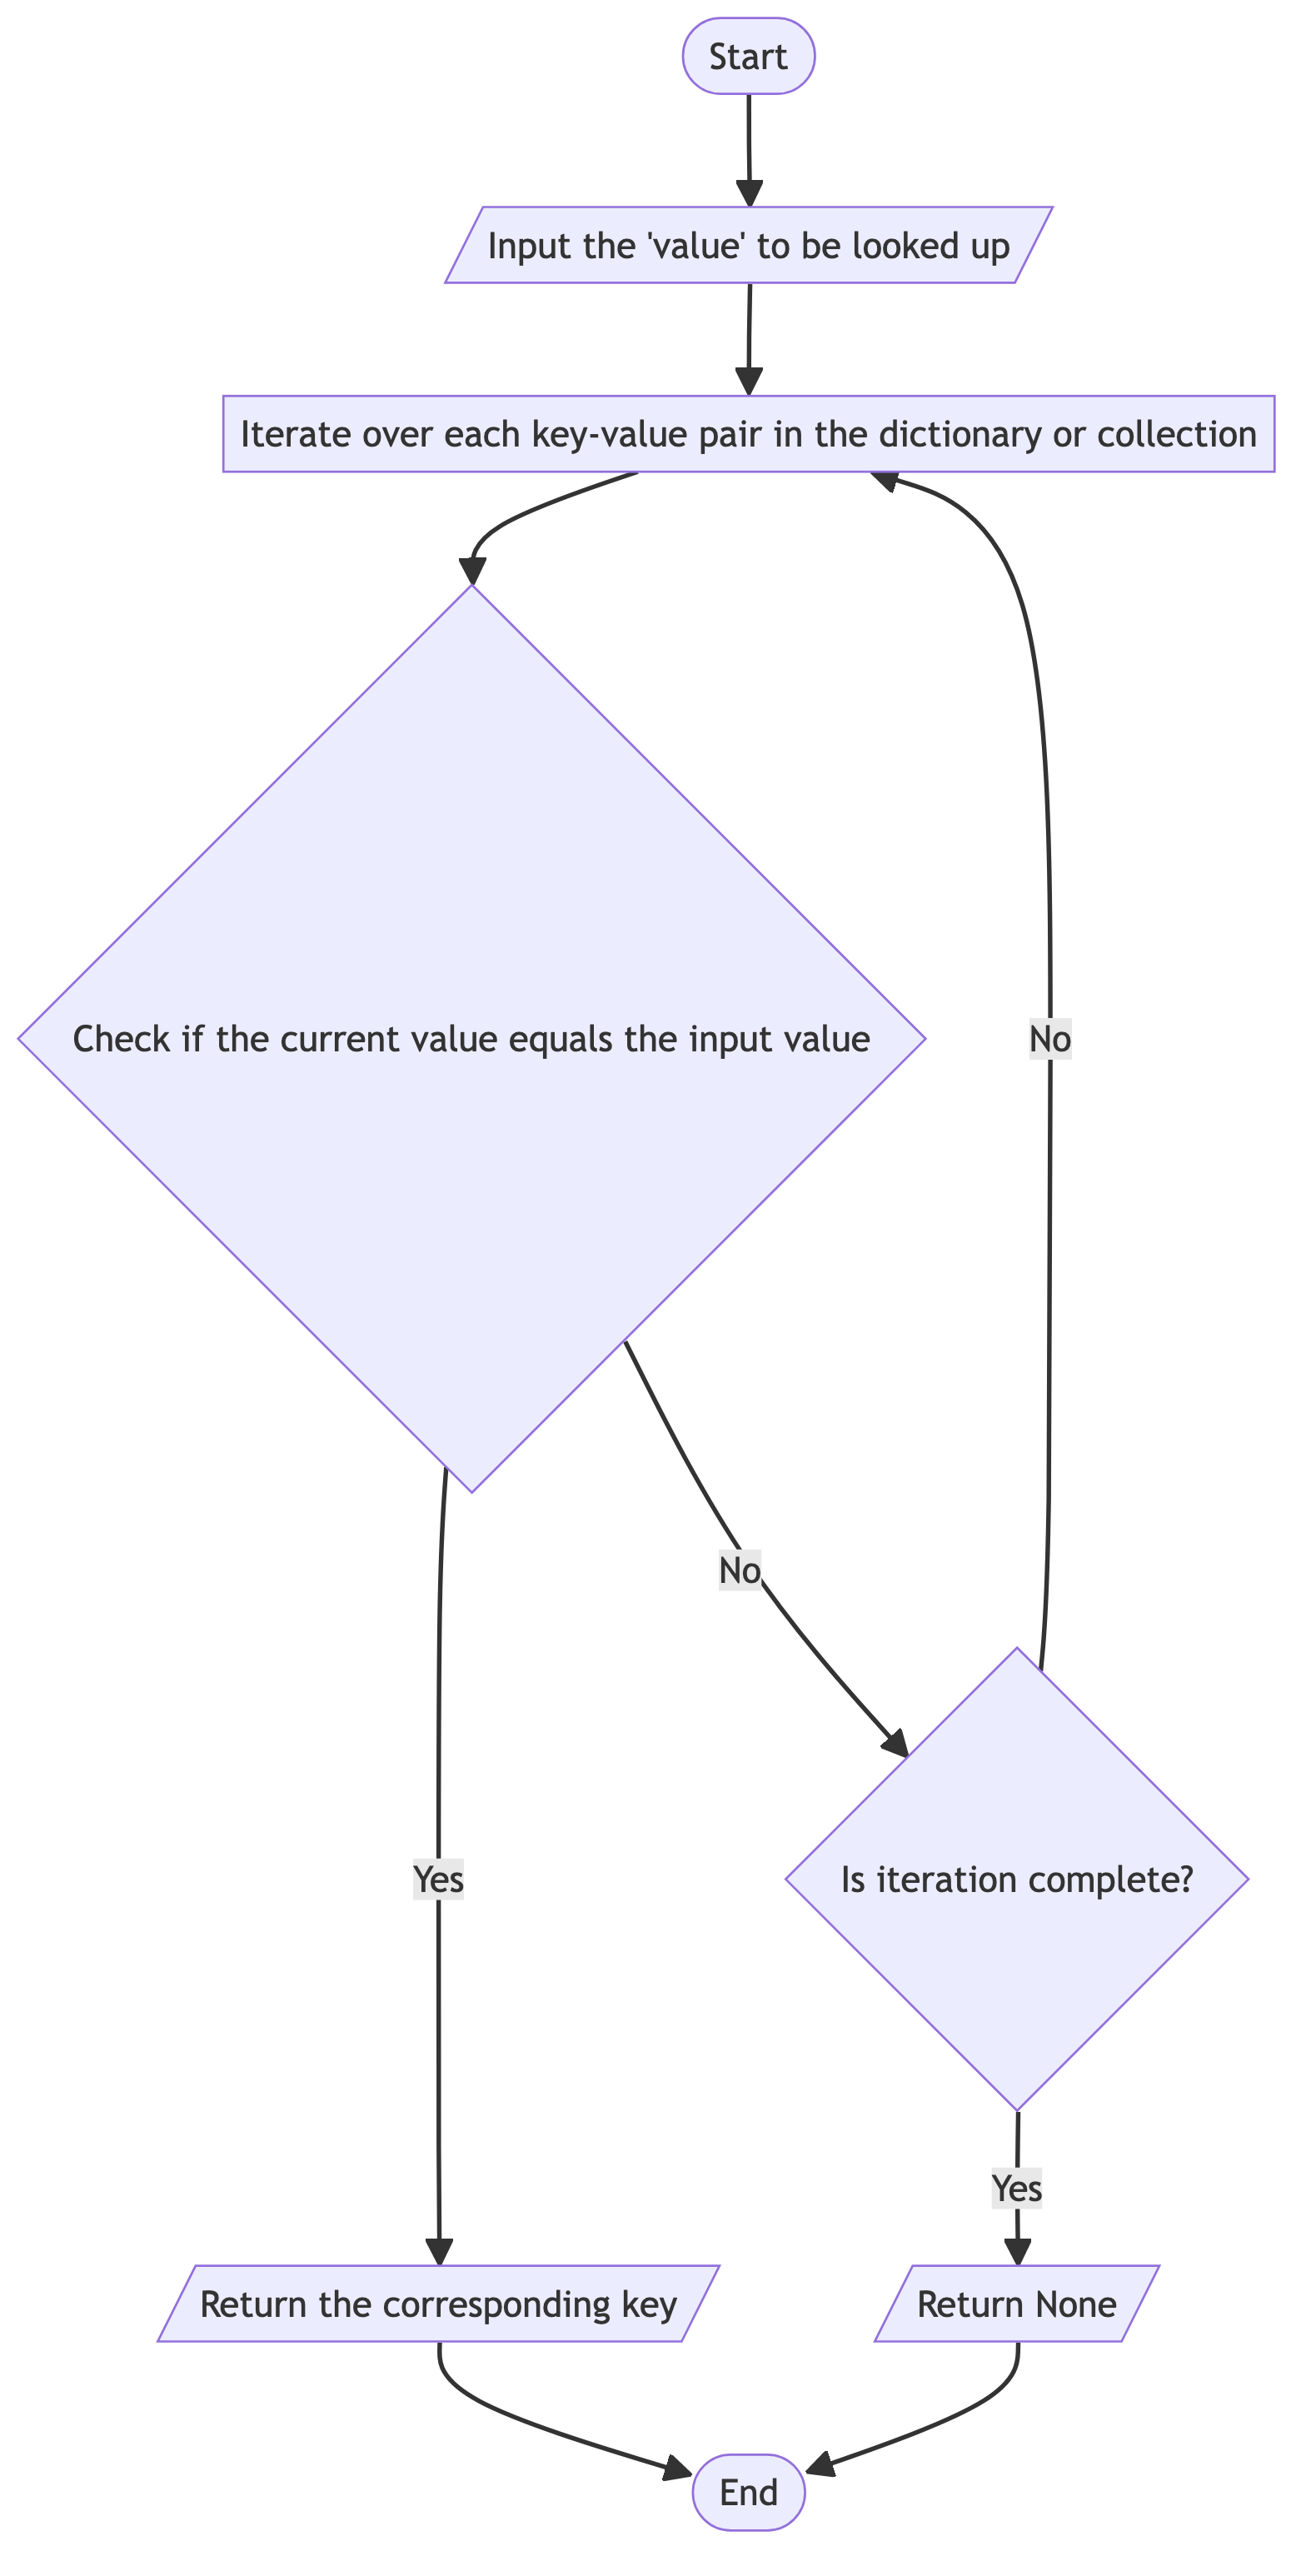 Start
Input the 'value' to be looked up
Iterate over each key-value pair in the dictionary or collection
Check if the current value equals the input value
No
No
Yes
Is iteration complete?
Yes
Return the corresponding key
Return None
End